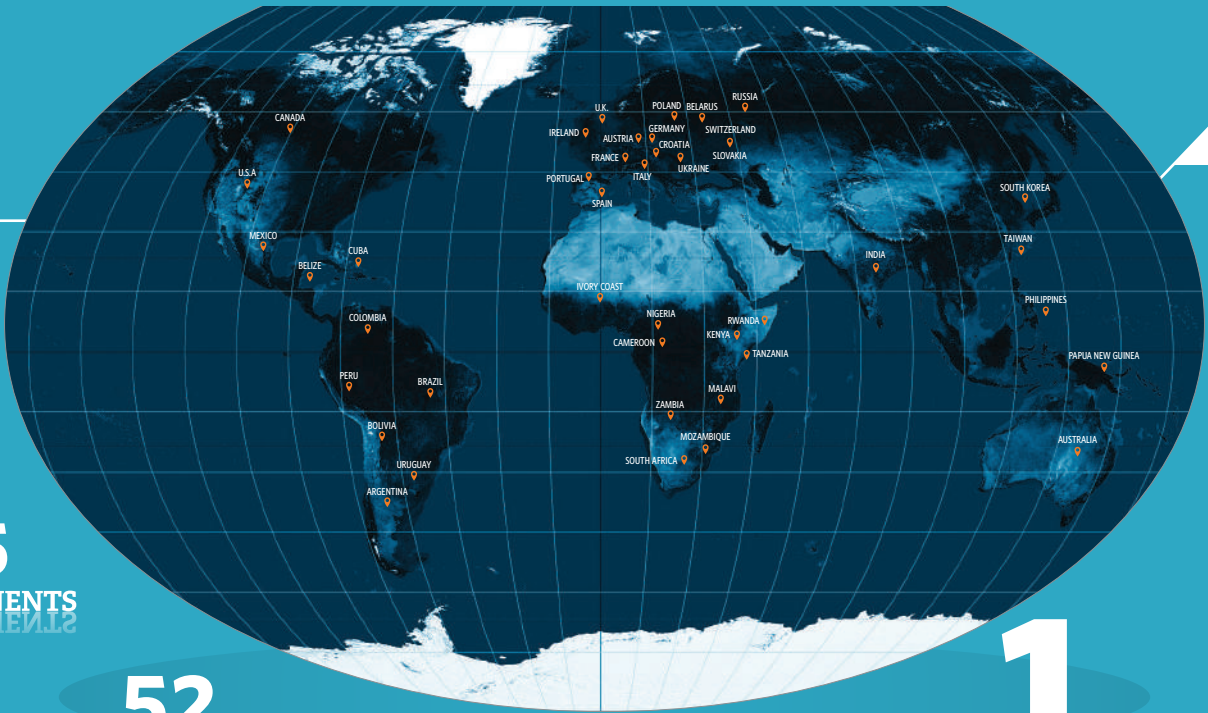 RUSSIA
U.K.
POLAND
BELARUS
CANADA
IRELAND
AUSTRIA
GERMANY
SWITZERLAND
CROATIA
FRANCE
SLOVAKIA
UKRAINE
U.S.A
PORTUGAL
ITALY
SOUTH KOREA
SPAIN
MEXICO
TAIWAN
CUBA
INDIA
BELIZE
IVORY COAST
PHILIPPINES
COLOMBIA
NIGERIA
RWANDA
KENYA
CAMEROON
TANZANIA
PAPUA NEW GUINEA
PERU
BRAZIL
MALAVI
ZAMBIA
BOLIVIA
MOZAMBIQUE
AUSTRALIA
SOUTH AFRICA
URUGUAY
ARGENTINA
NENTS
52
1